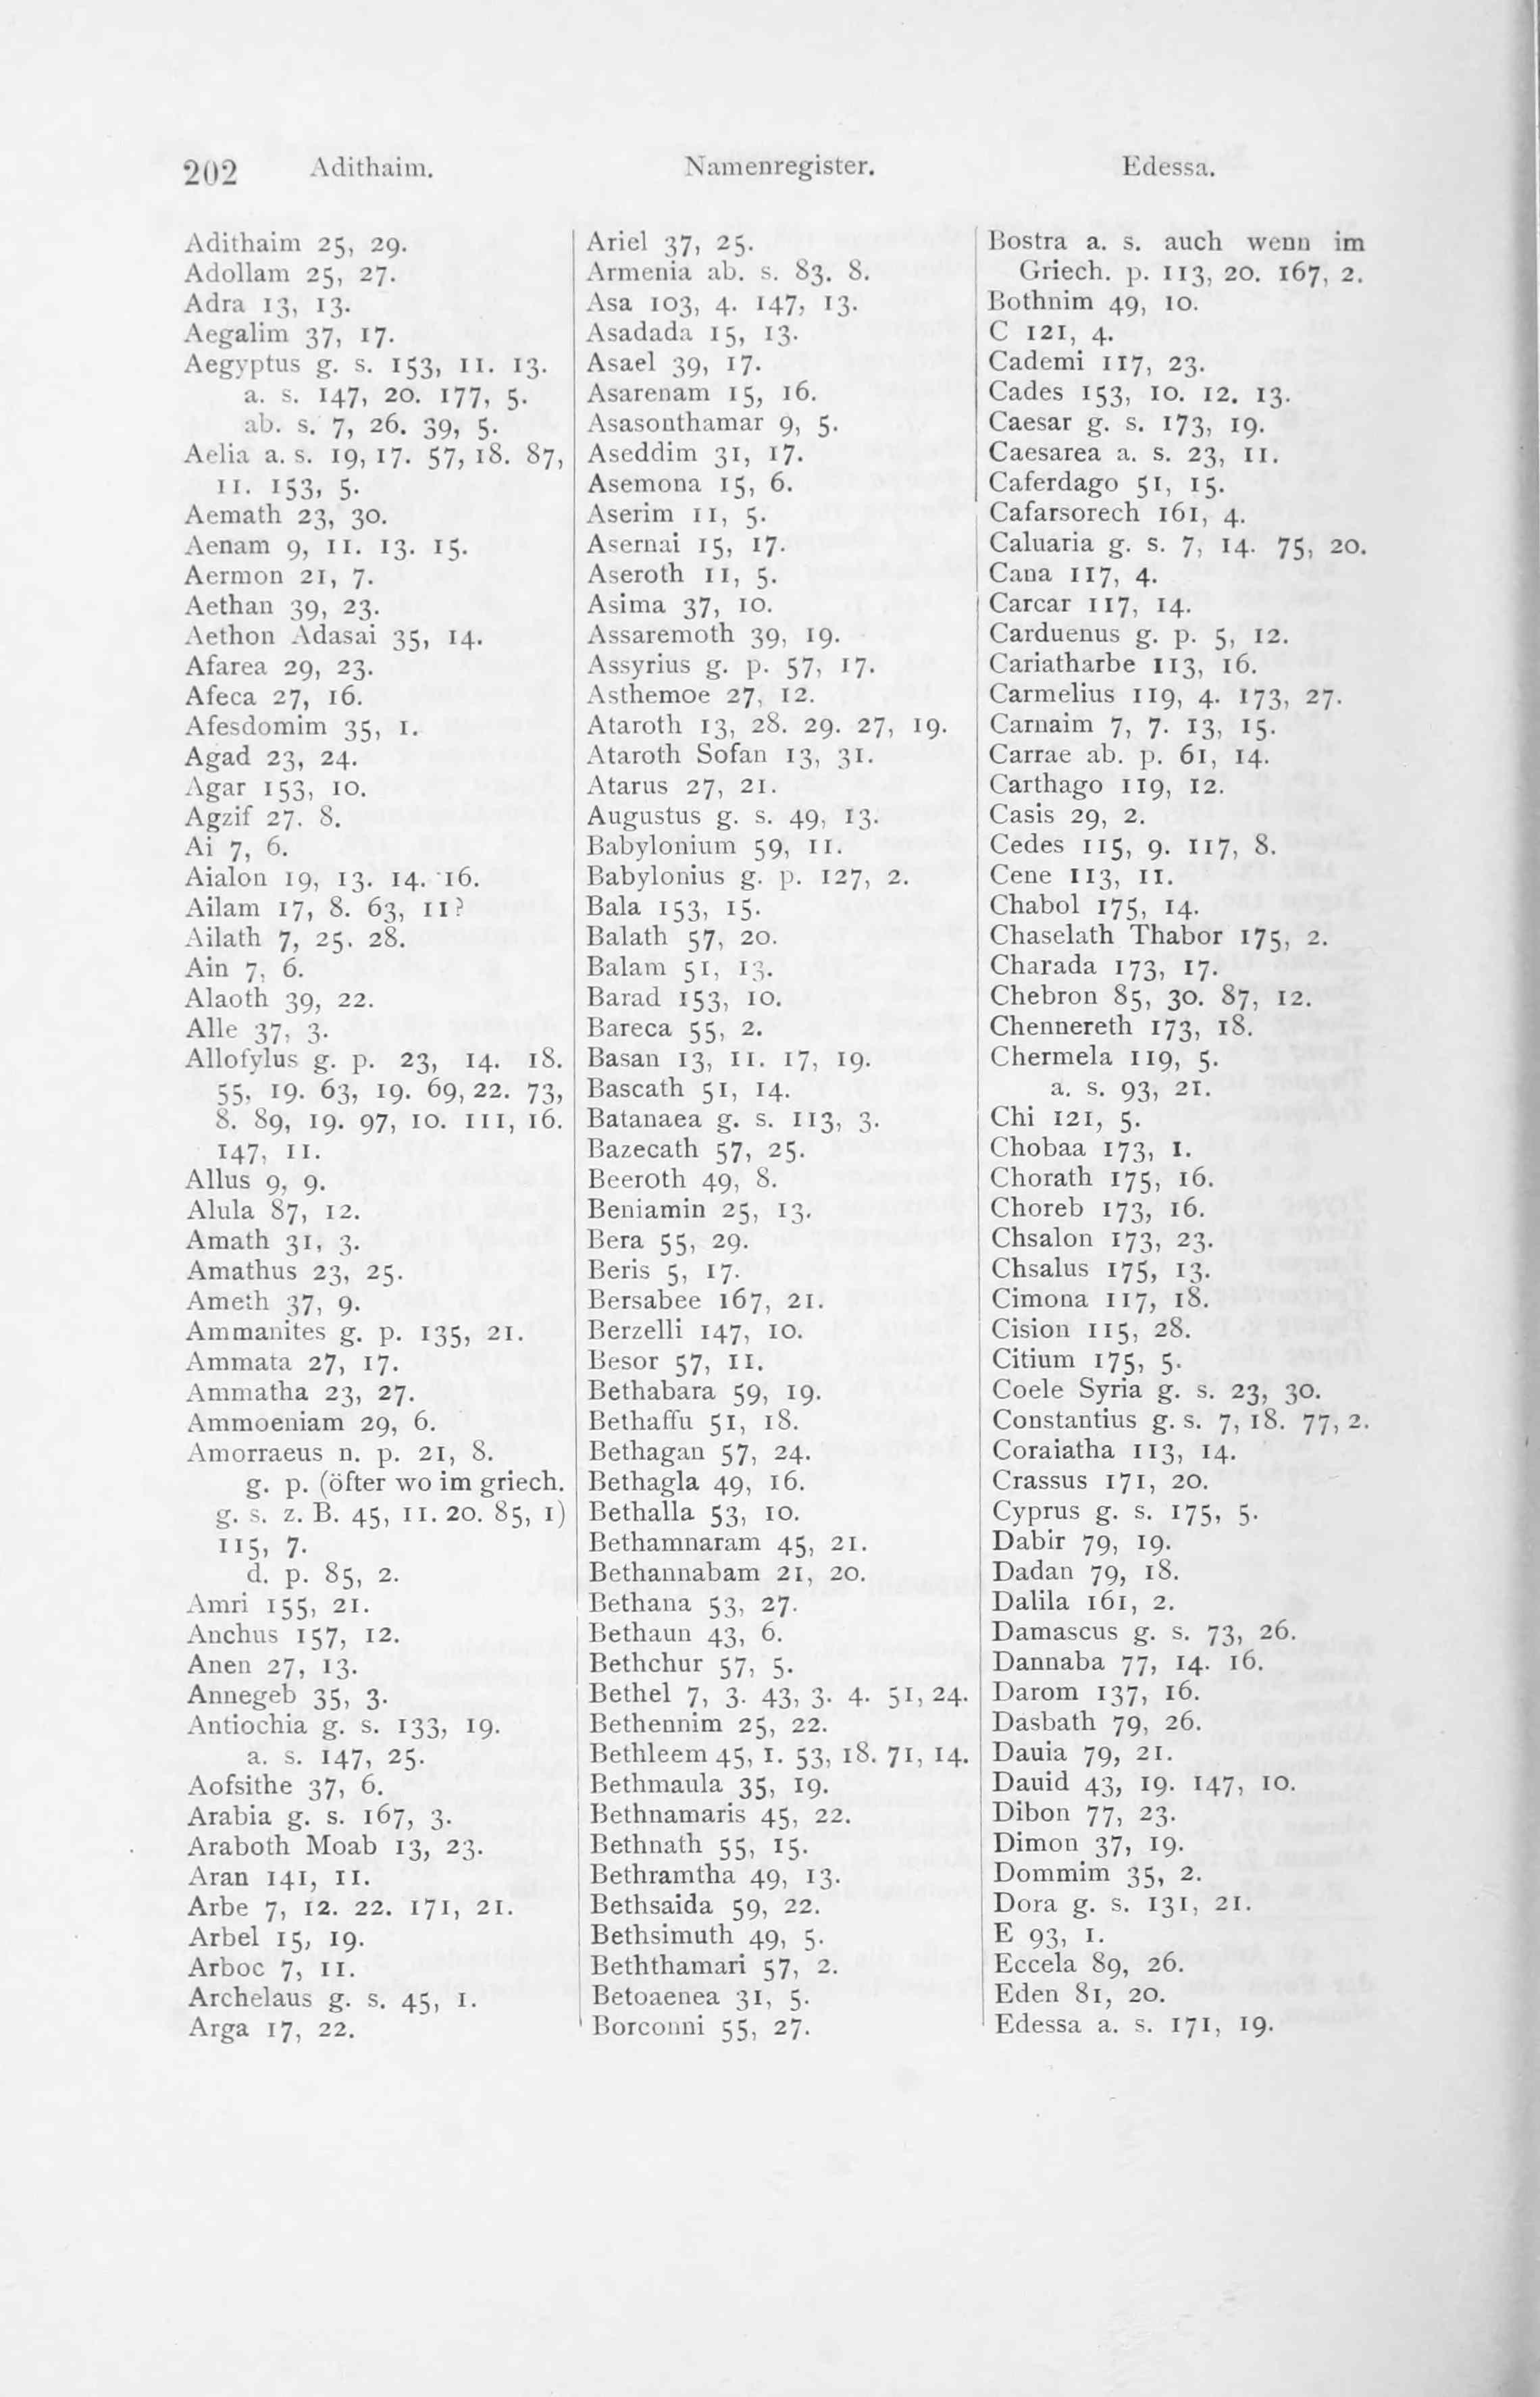 202 Adithaim. Namenregister. Edessa.
Adithaim 25, 29.
Adollam 25, 27.
Adra 13, 13.
Aegalim 37, 17.
Aegyptus g. s. 153, 11. 13.
a. s. 147, 20. 177, 5.
ab. s. 7, 26. 39, 5.
Aelia a. s. 19, 17. 57, 18. 87,
11. 153, 5.
Aemath 23, 30.
Aenam 9, 11. 13. 15.
Aermon 21, 7.
Aethan 39, 23.
Aethon Adasai 35, 14.
Afarea 29, 23.
Afeca 27, 16.
Afesdomim 35, 1.
Agad 23, 24.
Agar 153, 10.
Agzif 27. 8.
Ai 7, 6.
Aialon 19, 13. 14. 16.
Ailam 17, 8. 63, 11?
Ailath 7, 25. 28.
Ain 7, 6.
Alaoth 39, 22.
Alle 37, 3.
Allofylus g. p. 23, 14. 18.
55, 19. 63, 19. 69, 22. 73,
8. 89, 19. 97, 10. 111, 16.
147, 11.
Allus 9, 9.
Alula 87, 12.
Amath 31, 3.
Amathus 23, 25.
Ameth 37, 9.
Ammanites g. p. 135, 21.
Ammata 27, 17.
Ammatha 23, 27.
Ammoeniam 29, 6.
Amorraeus n. p. 21, 8.
g. p. (öfter wo im griech.
g. s. z. B. 45, 11. 20. 85, 1)
115, 7.
d. p. 85, 2.
Amri 155, 21.
Anchus 157, 12.
Anen 27, 13.
Annegeb 35, 3.
Antiochia g. s. 133, 19.
a. s. 147, 25.
Aofsithe 37, 6.
Arabia g. s. 167, 3.
Araboth Moab 13, 23.
Aran 141, 11.
Arbe 7, 12. 22. 171, 21.
Arbel 15, 19.
Arboc 7, 11.
Archelaus g. s. 45, 1.
Arga 17, 22.
Ariel 37, 25.
Armenia ab. s. 83. 8.
Asa 103, 4. 147, 13.
Asadada 15, 13.
Asael 39, 17.
Asarenam 15, 16.
Asasonthamar 9, 5.
Aseddim 31, 17.
Asemona 15, 6.
Aserim 11, 5.
Asernai 15, 17.
Aseroth 11, 5.
Asima 37, 10.
Assaremoth 39, 19.
Assyrius g. p. 57, 17.
Asthemoe 27, 12.
Ataroth 13, 28. 29. 27, 19.
Ataroth Sofan 13, 31.
Atarus 27, 21.
Augustus g. s. 49, 13.
Babylonium 59, 11.
Babylonius g. p. 127, 2.
Bala 153, 15.
Balath 57, 20.
Balam 51, 13.
Barad 153, 10.
Bareca 55, 2.
Basan 13, 11. 17, 19.
Bascath 51, 14.
Batanaea g. s. 113, 3.
Bazecath 57, 25.
Beeroth 49, 8.
Beniamin 25, 13.
Bera 55, 29.
Beris 5, 17.
Bersabee 167, 21.
Berzelli 147, 10.
Besor 57, 11.
Bethabara 59, 19.
Bethaffu 51, 18.
Bethagan 57, 24.
Bethagla 49, 16.
Bethalla 53, 10.
Bethamnaram 45, 21.
Bethannabam 21, 20.
Bethana 53, 27.
Bethaun 43, 6.
Bethchur 57, 5.
Bethel 7, 3. 43, 3. 4. 51, 24.
Bethennim 25, 22.
Bethleem 45, 1. 53, 18. 71, 14.
Bethmaula 35, 19.
Bethnamaris 45, 22.
Bethnath 55, 15.
Bethramtha 49, 13.
Bethsaida 59, 22.
Bethsimuth 49, 5.
Beththamari 57, 2.
Betoaenea 31, 5.
Borconni 55, 27.
Bostra a. s. auch wenn im
Griech. p. 113, 20. 167, 2.
Bothnim 49, 10.
C 121, 4.
Cademi 117, 23.
Cades 153, 10. 12. 13.
Caesar g. s. 173, 19.
Caesarea a. s. 23, 11.
Caferdago 51, 15.
Cafarsorech 161, 4.
Caluaria g. s. 7, 14. 75, 20.
Cana 117, 4.
Carcar 117, 14.
Carduenus g. p. 5, 12.
Cariatharbe 113, 16.
Carmelius 119, 4. 173, 27.
Carnaim 7, 7. 13, 15.
Carrae ab. p. 61, 14.
Carthago 119, 12.
Casis 29, 2.
Cedes 115, 9. 117, 8.
Cene 113, 11.
Chabol 175, 14.
Chaselath Thabor 175, 2.
Charada 173, 17.
Chebron 85, 30. 87, 12.
Chennereth 173, 18.
Chermela 119, 5.
a. s. 93, 21.
Chi 121, 5.
Chobaa 173, 1.
Chorath 175, 16.
Choreb 173, 16.
Chsalon 173, 23.
Chsalus 175, 13.
Cimona 117, 18.
Cision 115, 28.
Citium 175, 5.
Coele Syria g. s. 23, 30.
Constantius g. s. 7, 18. 77, 2.
Coraiatha 113, 14.
Crassus 171, 20.
Cyprus g. s. 175, 5.
Dabir 79, 19.
Dadan 79, 18.
Dalila 161, 2.
Damascus g. s. 73, 26.
Dannaba 77, 14. 16.
Darom 137, 16.
Dasbath 79, 26.
Dauia 79, 21.
Dauid 43, 19. 147, 10.
Dibon 77, 23.
Dimon 37, 19.
Dommim 35, 2.
Dora g. s. 131, 21.
E 93, 1.
Eccela 89, 26.
Eden 81, 20.
Edessa a. s. 171, 19.